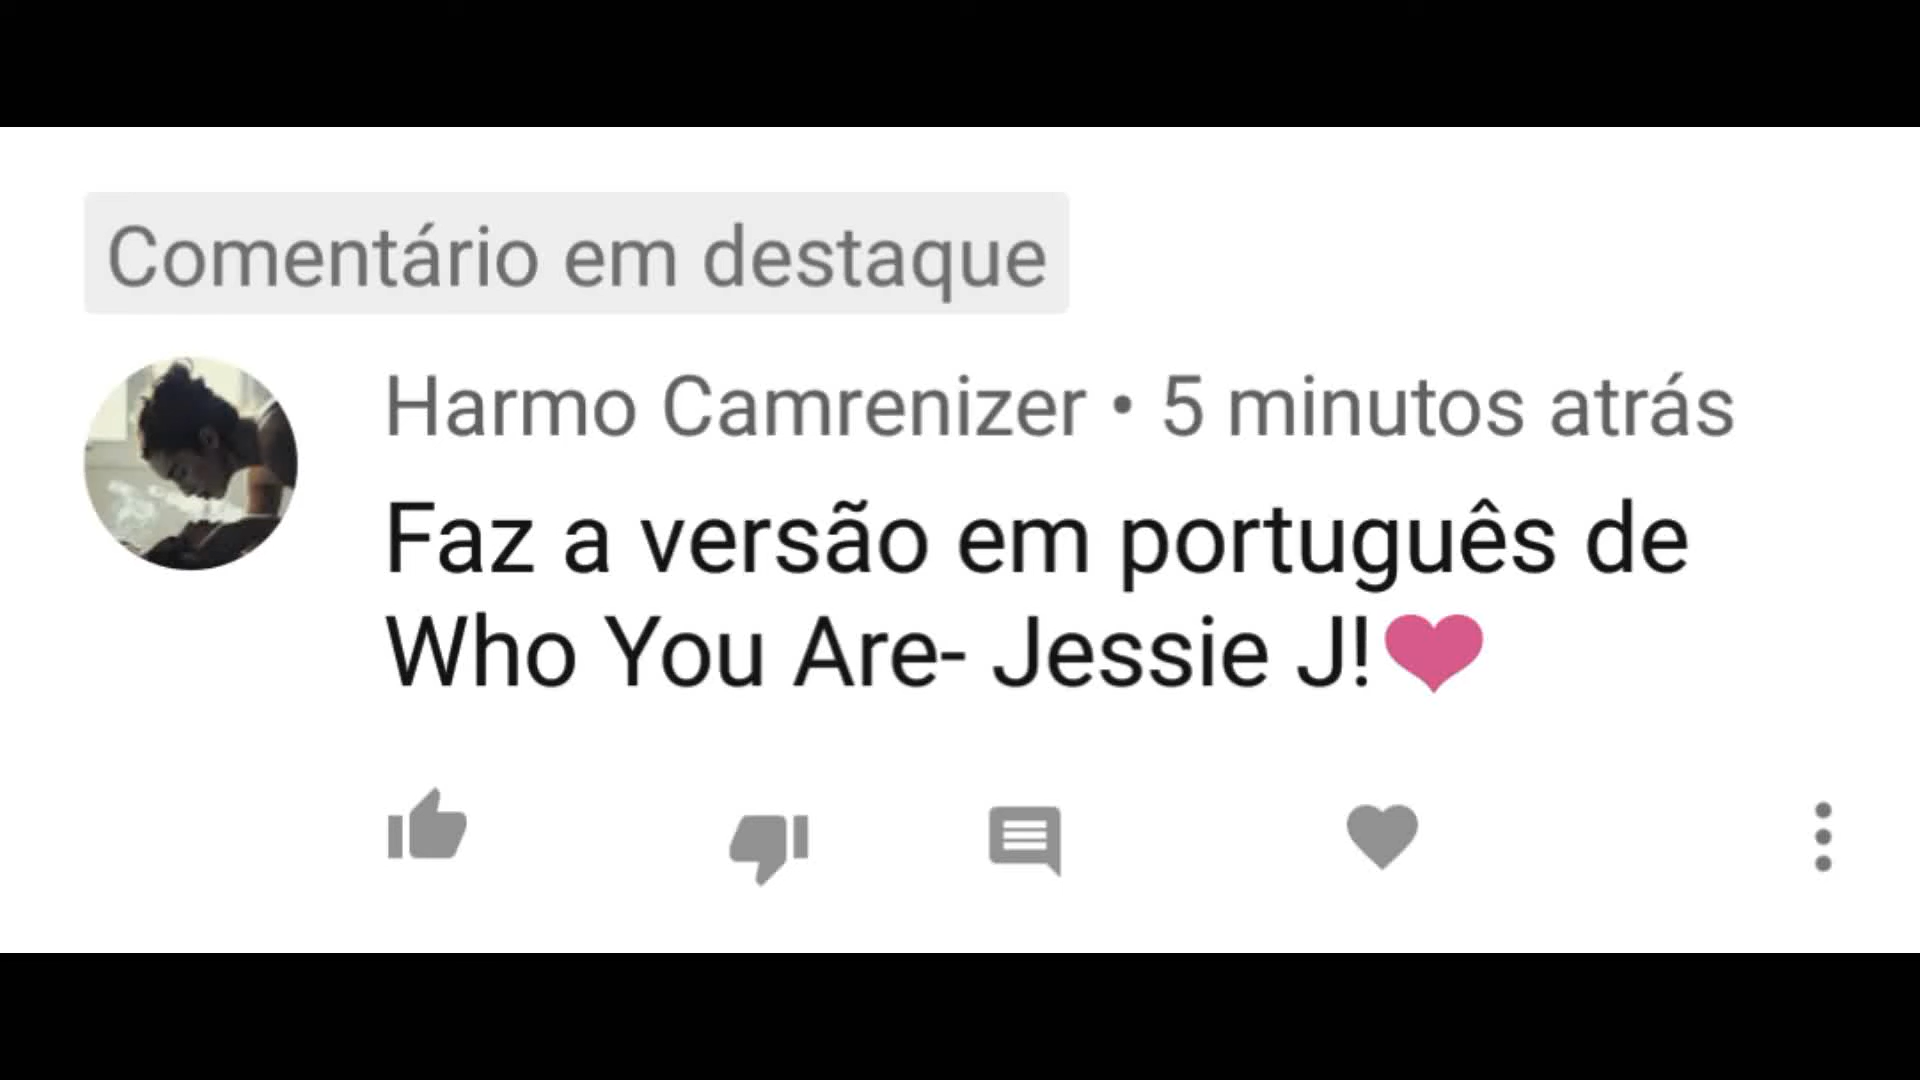 Comentário em destaque
Harmo Camrenizer • 5 minutos atrás
Faz a versão em português de
Who You Are- Jessie J!❤